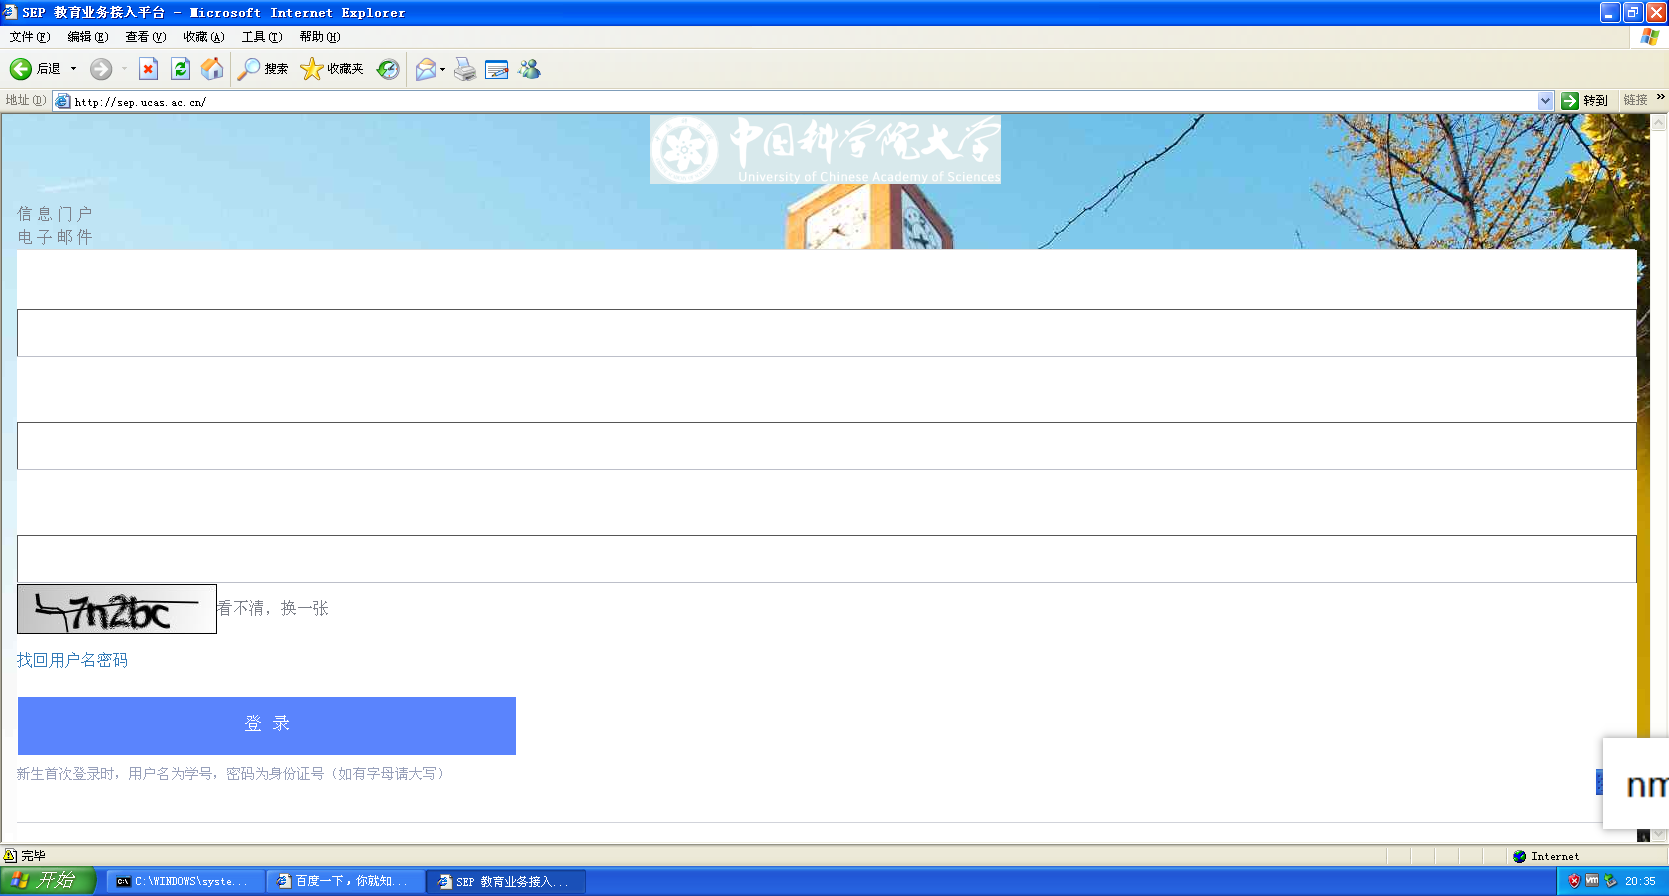 SEP 教育业务接入平台 - Microsoft Internet Explorer
文件(F) 编辑(E) 查看(V) 收藏(A) 工具(T) 帮助(H)
后退 搜索 收藏夹
地址(D) http://sep.ucas.ac.cn/ 转到 链接 »
中国科学院大学
University of Chinese Academy of Sciences
信息门户
电子邮件
7n2bc 看不清，换一张
找回用户名密码
登 录
新生首次登录时，用户名为学号，密码为身份证号（如有字母请大写）
nm
完毕 Internet
开始 C:\WINDOWS\syste... 百度一下，你就知... SEP 教育业务接入... 20:35